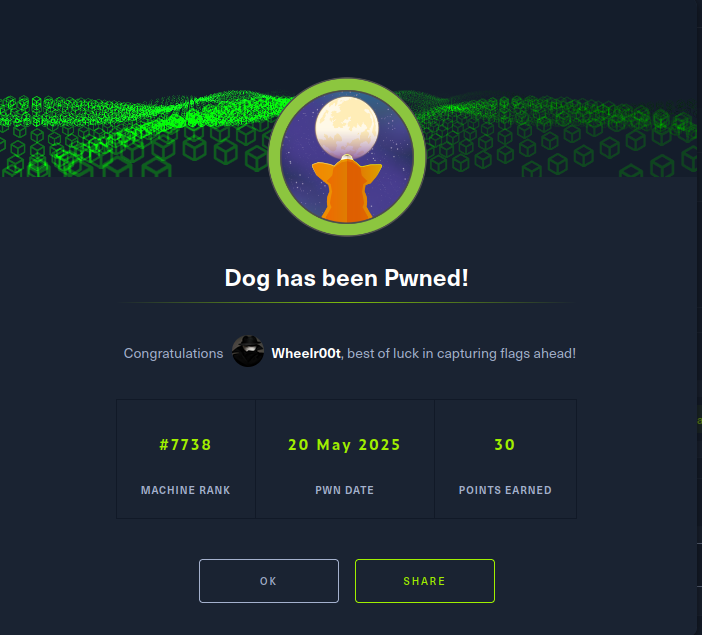 Dog has been Pwned!
Congratulations Wheelr00t, best of luck in capturing flags ahead!
#7738 20 May 2025 30
MACHINE RANK PWN DATE POINTS EARNED
OK SHARE